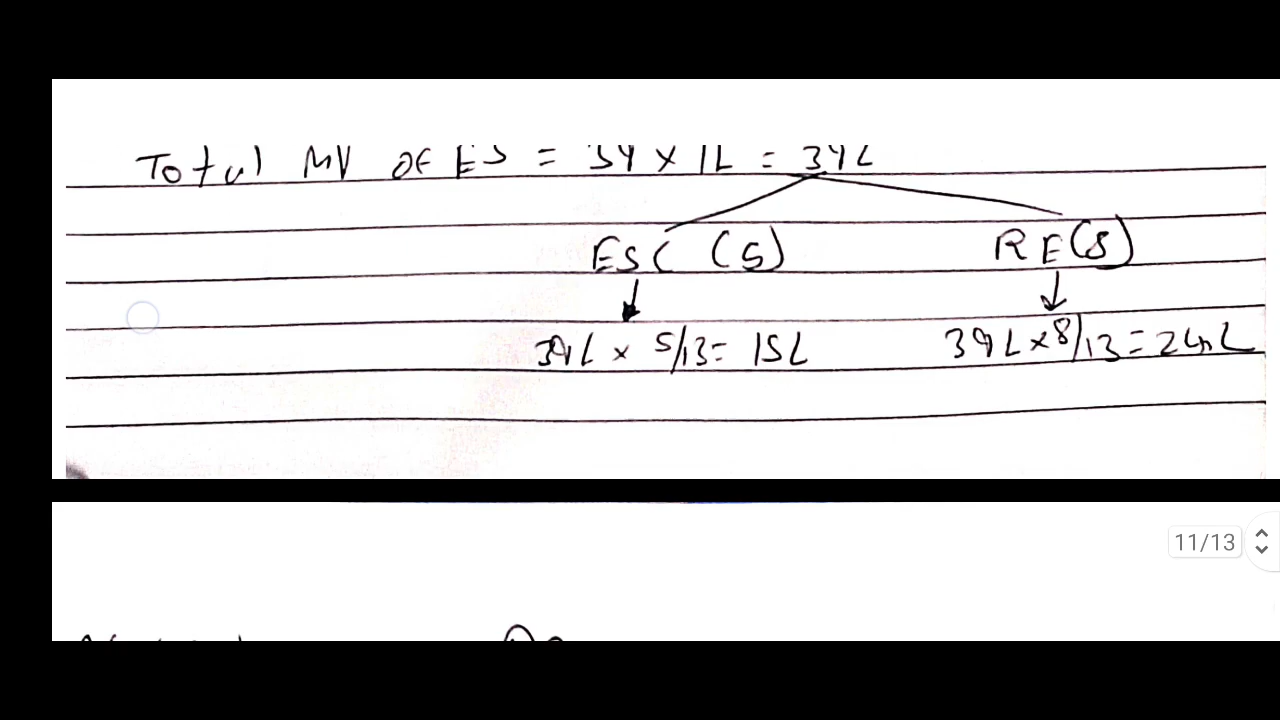 Total MV OF ES = 39 x 1L = 39L
ESC (5) RE(8)
39L x 5/13 = 15L 39L x 8/13 = 24L
11/13